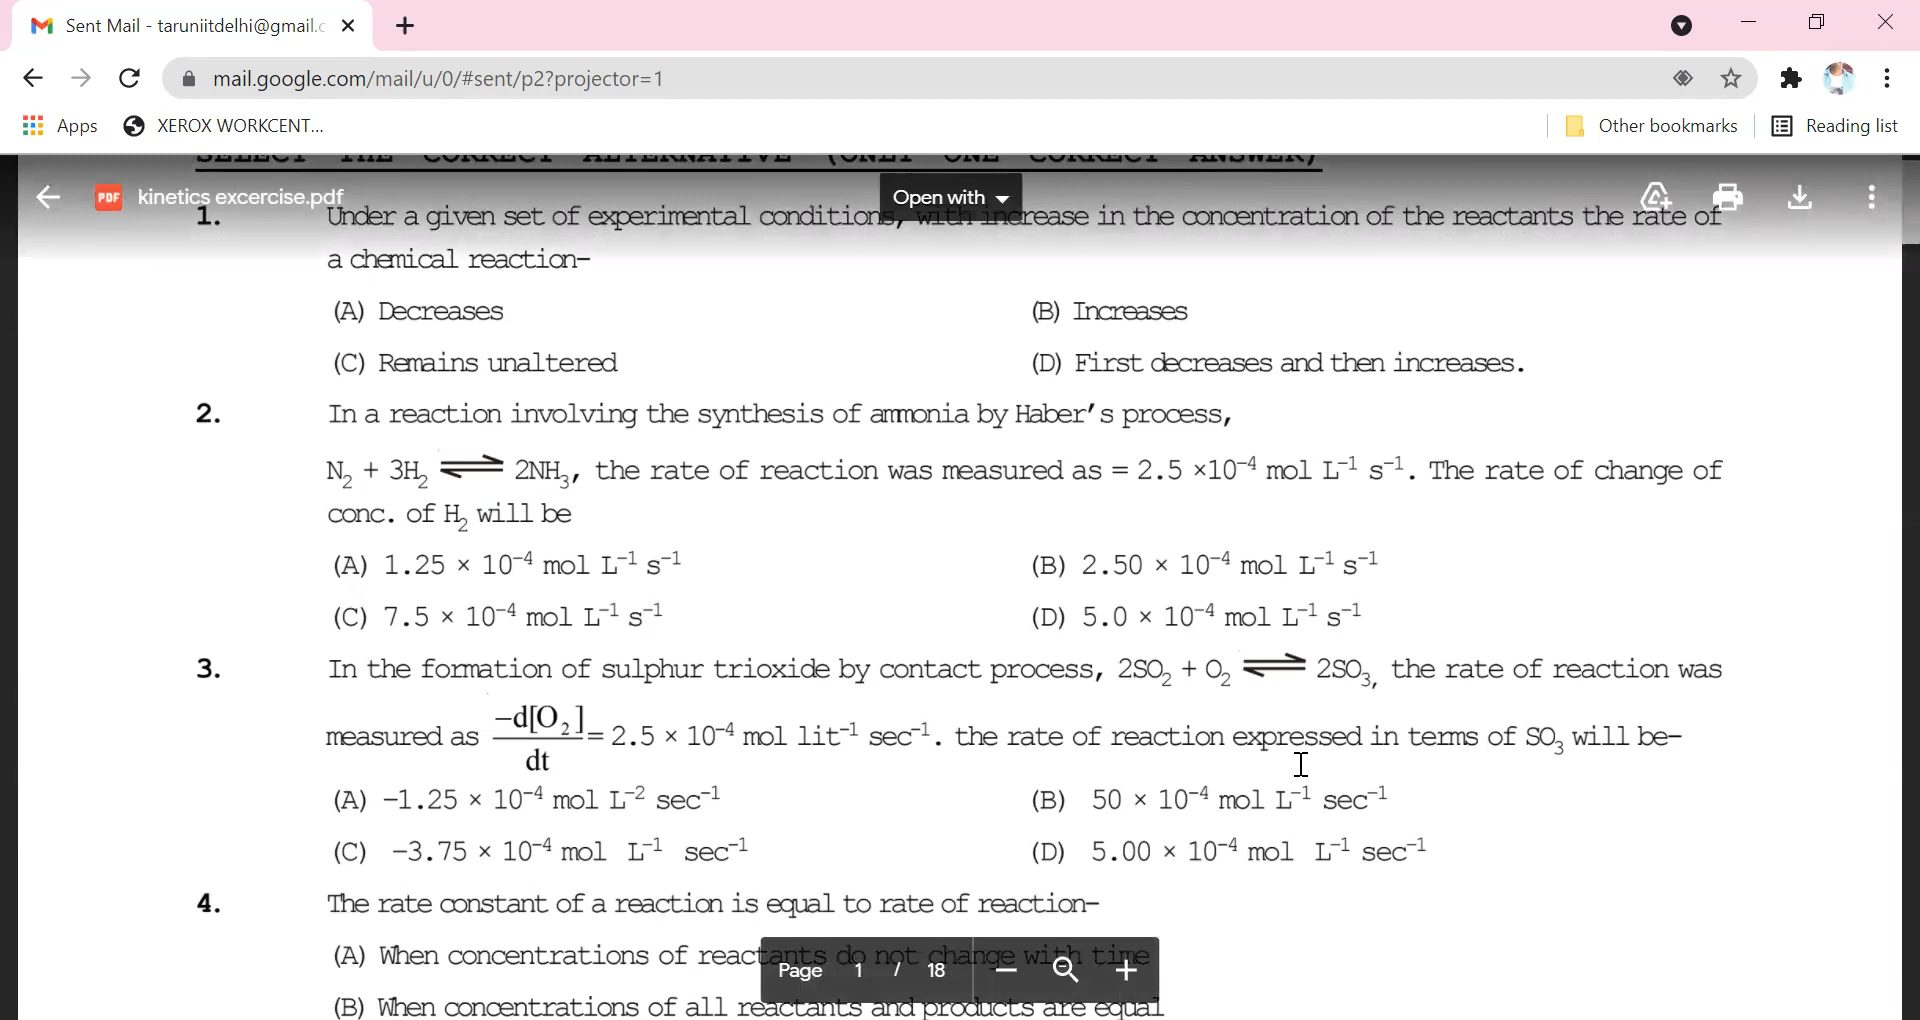 Sent Mail - taruniitdelhi@gmail.c
mail.google.com/mail/u/0/#sent/p2?projector=1
Apps XEROX WORKCENT... Other bookmarks Reading list
SELECT THE CORRECT ALTERNATIVE (ONLY ONE CORRECT ANSWER)
PDF kinetics excercise.pdf Open with
1. Under a given set of experimental conditions, with increase in the concentration of the reactants the rate of
a chemical reaction-
(A) Decreases (B) Increases
(C) Remains unaltered (D) First decreases and then increases.
2. In a reaction involving the synthesis of ammonia by Haber's process,
N₂ + 3H₂ ⇌ 2NH₃, the rate of reaction was measured as = 2.5 ×10⁻⁴ mol L⁻¹ s⁻¹. The rate of change of
conc. of H₂ will be
(A) 1.25 × 10⁻⁴ mol L⁻¹ s⁻¹ (B) 2.50 × 10⁻⁴ mol L⁻¹ s⁻¹
(C) 7.5 × 10⁻⁴ mol L⁻¹ s⁻¹ (D) 5.0 × 10⁻⁴ mol L⁻¹ s⁻¹
3. In the formation of sulphur trioxide by contact process, 2SO₂ + O₂ ⇌ 2SO₃, the rate of reaction was
measured as −d[O₂]/dt = 2.5 × 10⁻⁴ mol lit⁻¹ sec⁻¹. the rate of reaction expressed in terms of SO₃ will be-
(A) −1.25 × 10⁻⁴ mol L⁻² sec⁻¹ (B) 50 × 10⁻⁴ mol L⁻¹ sec⁻¹
(C) −3.75 × 10⁻⁴ mol L⁻¹ sec⁻¹ (D) 5.00 × 10⁻⁴ mol L⁻¹ sec⁻¹
4. The rate constant of a reaction is equal to rate of reaction-
(A) When concentrations of reactants do not change with time
Page 1 / 18
(B) When concentrations of all reactants and products are equal